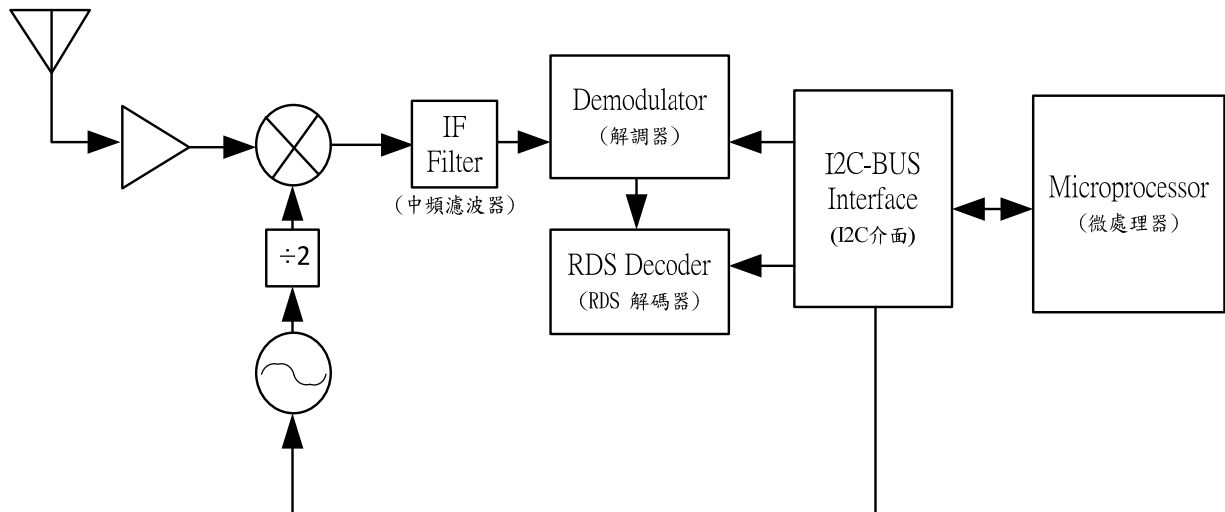 IF
Filter
(中頻濾波器)
÷2
Demodulator
(解調器)
RDS Decoder
(RDS 解碼器)
I2C-BUS
Interface
(I2C介面)
Microprocessor
(微處理器)